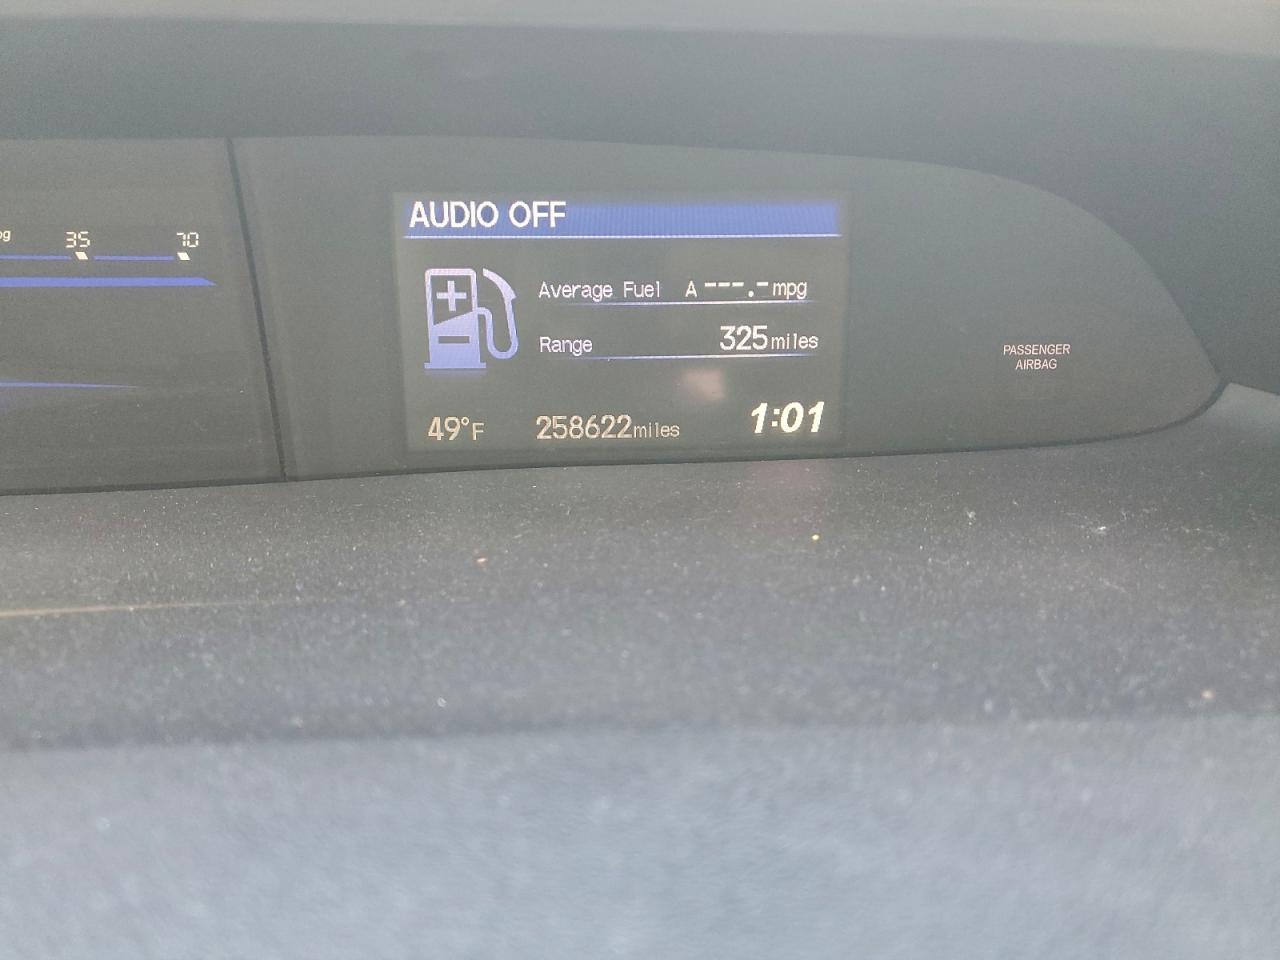 AUDIO OFF
35 70
Average Fuel A ---.- mpg
Range 325 miles
49°F 258622 miles 1:01
PASSENGER
AIRBAG